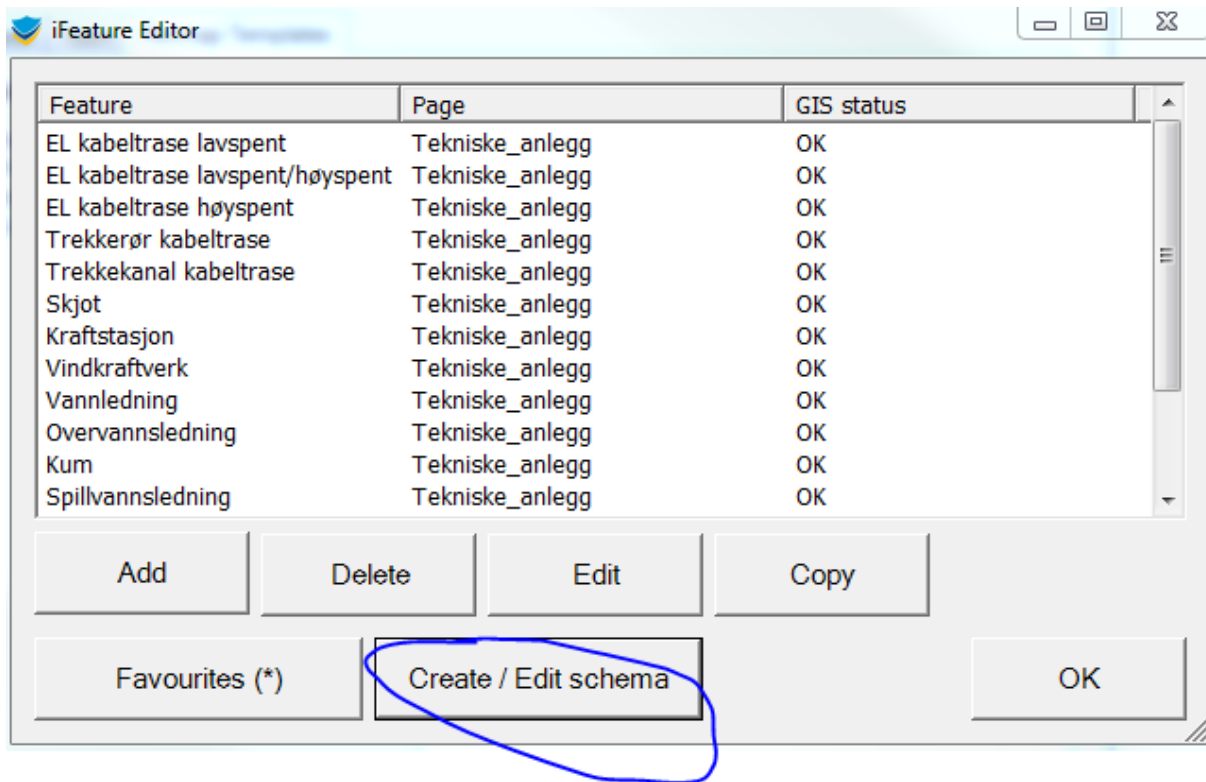 iFeature Editor
Feature Page GIS status
EL kabeltrase lavspent Tekniske_anlegg OK
EL kabeltrase lavspent/høyspent Tekniske_anlegg OK
EL kabeltrase høyspent Tekniske_anlegg OK
Trekkerør kabeltrase Tekniske_anlegg OK
Trekkekanal kabeltrase Tekniske_anlegg OK
Skjot Tekniske_anlegg OK
Kraftstasjon Tekniske_anlegg OK
Vindkraftverk Tekniske_anlegg OK
Vannledning Tekniske_anlegg OK
Overvannsledning Tekniske_anlegg OK
Kum Tekniske_anlegg OK
Spillvannsledning Tekniske_anlegg OK
Add Delete Edit Copy
Favourites (*) Create / Edit schema OK